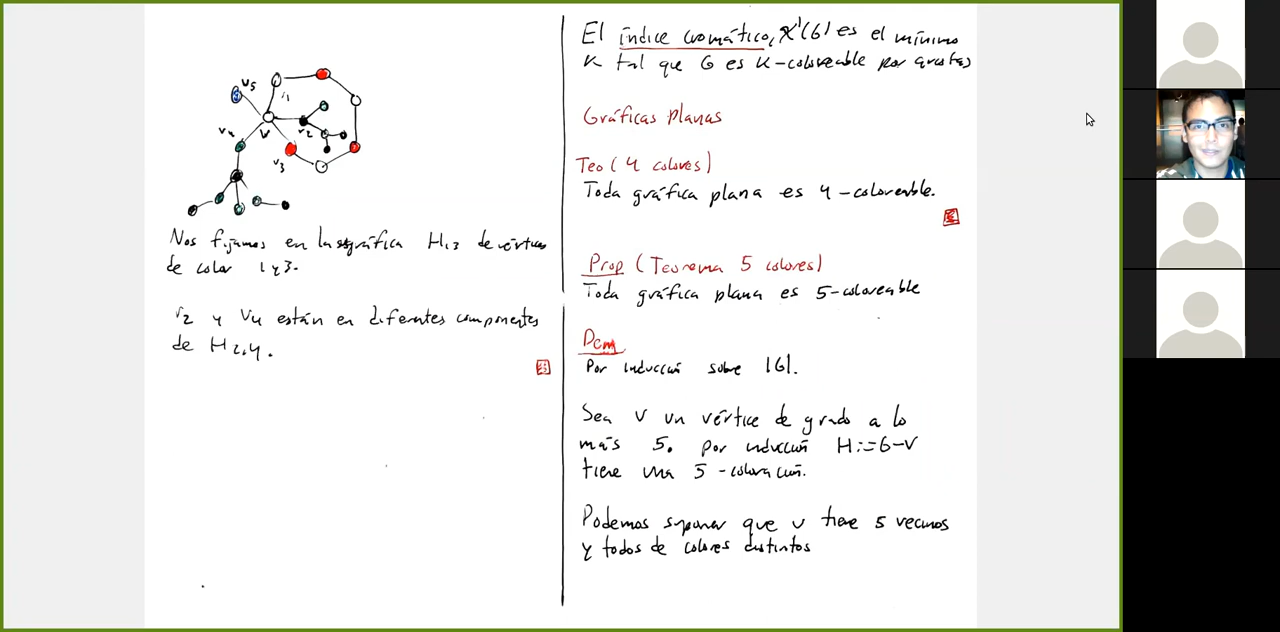 v5
v1
v4
v
v2
v3
Nos fijamos en la gráfica H1,3 de vértices
de color 1 y 3.
v2 y v4 están en diferentes componentes
de H2,4.
El índice cromático, χ'(G) es el mínimo
K tal que G es K-coloreable por aristas
Gráficas Planas
Teo (4 colores)
Toda gráfica plana es 4-coloreable.
Prop (Teorema 5 colores)
Toda gráfica plana es 5-coloreable
Dem
Por inducción sobre |G|.
Sea v un vértice de grado a lo
más 5. por inducción H:=G-v
tiene una 5-coloración.
Podemos suponer que v tiene 5 vecinos
y todos de colores distintos